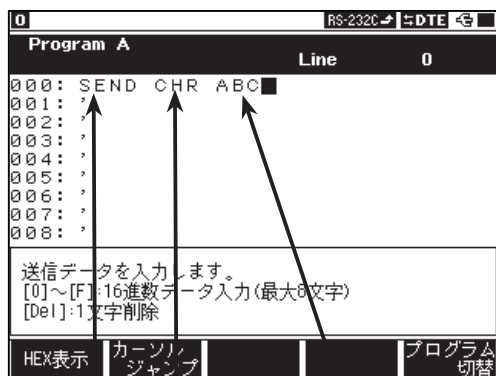 0 RS-232C DTE
Program A
Line 0
000: SEND CHR ABC
001: '
002: '
003: '
004: '
005: '
006: '
007: '
008: '
送信データを入力します。
[0]～[F]:16進数データ入力(最大8文字)
[Del]:1文字削除
HEX表示 カーソル ジャンプ プログラム 切替